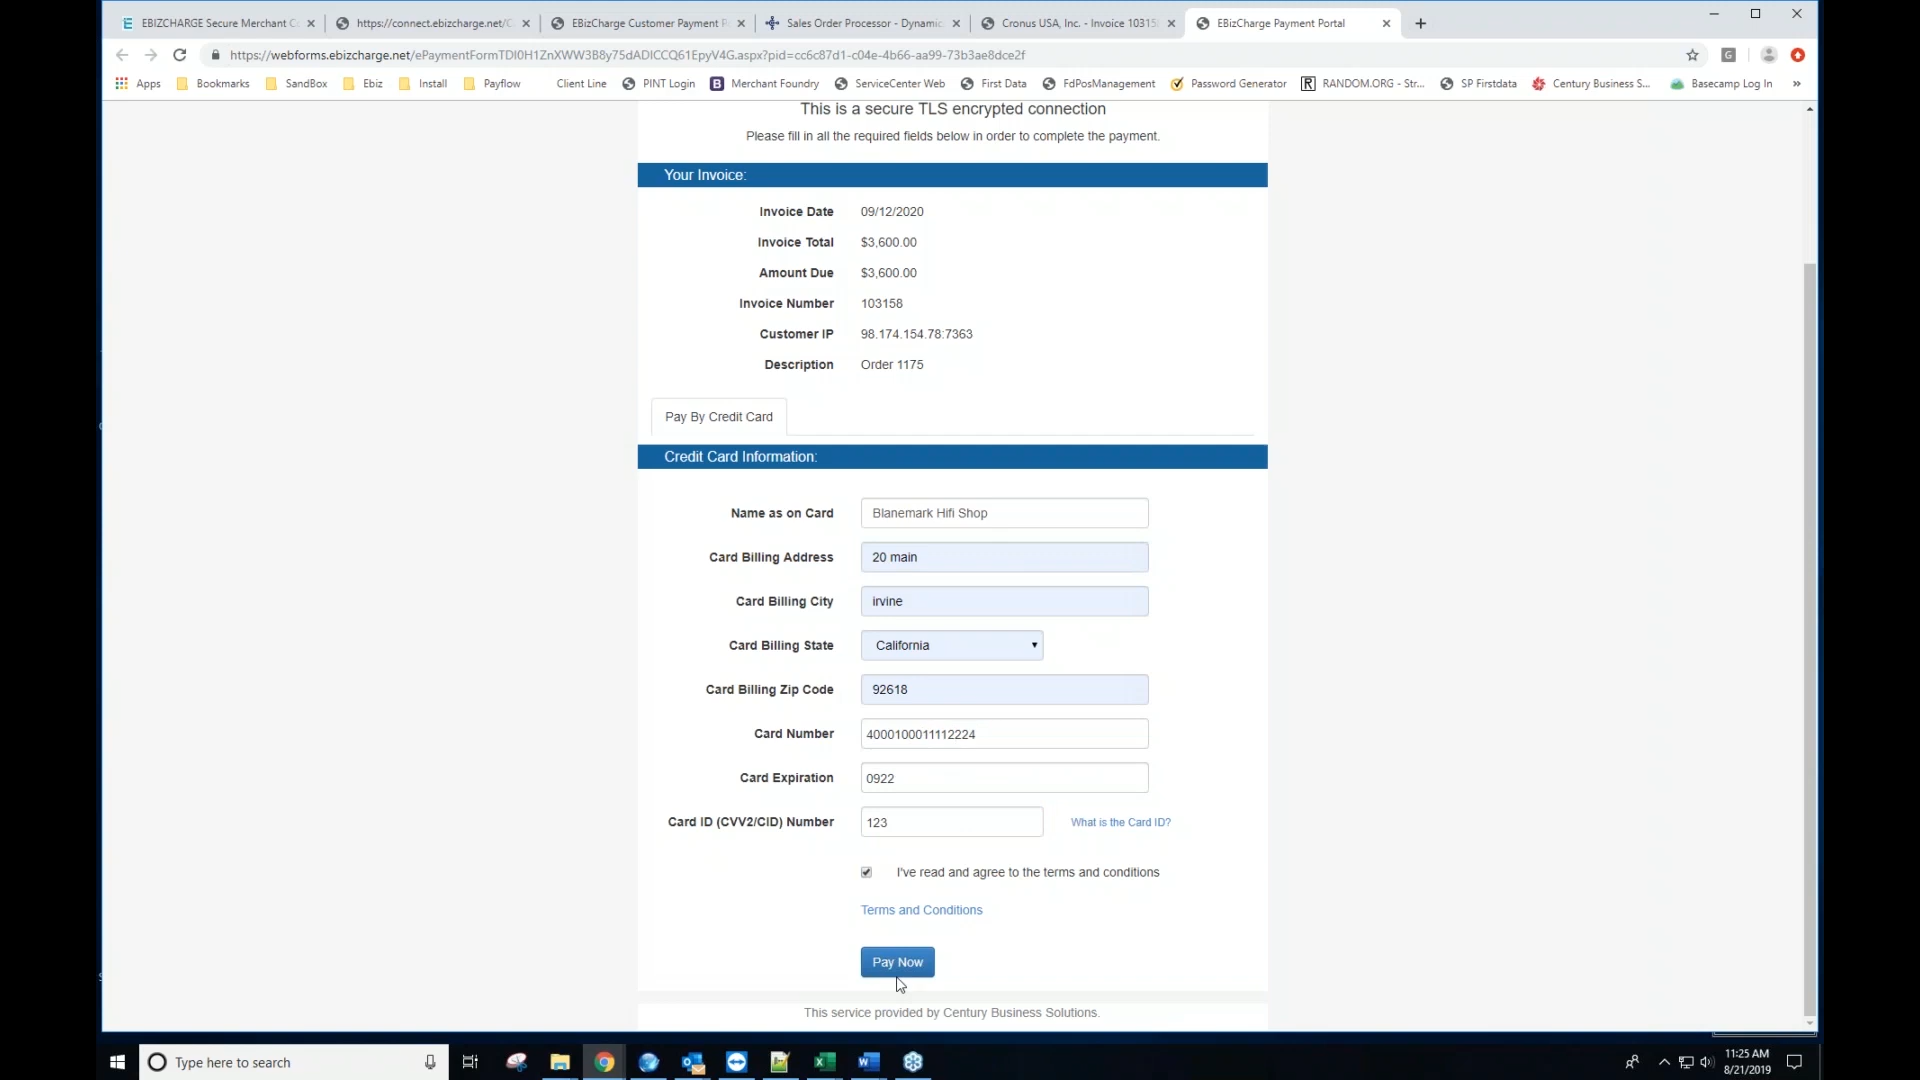 EBIZCHARGE Secure Merchant C
https://connect.ebizcharge.net/C
EBizCharge Customer Payment R
Sales Order Processor - Dynamic
Cronus USA, Inc. - Invoice 10315
EBizCharge Payment Portal
https://webforms.ebizcharge.net/ePaymentFormTDI0H1ZnXWW3B8y75dADICCQ61EpyV4G.aspx?pid=cc6c87d1-c04e-4b66-aa99-73b3ae8dce2f
Apps
Bookmarks
SandBox
Ebiz
Install
Payflow
Client Line
PINT Login
Merchant Foundry
ServiceCenter Web
First Data
FdPosManagement
Password Generator
RANDOM.ORG - Str...
SP Firstdata
Century Business S...
Basecamp Log In
»
This is a secure TLS encrypted connection
Please fill in all the required fields below in order to complete the payment.
Your Invoice:
Invoice Date 09/12/2020
Invoice Total $3,600.00
Amount Due $3,600.00
Invoice Number 103158
Customer IP 98.174.154.78:7363
Description Order 1175
Pay By Credit Card
Credit Card Information:
Name as on Card Blanemark Hifi Shop
Card Billing Address 20 main
Card Billing City irvine
Card Billing State California
Card Billing Zip Code 92618
Card Number 4000100011112224
Card Expiration 0922
Card ID (CVV2/CID) Number 123 What is the Card ID?
I've read and agree to the terms and conditions
Terms and Conditions
Pay Now
This service provided by Century Business Solutions.
Type here to search
11:25 AM
8/21/2019